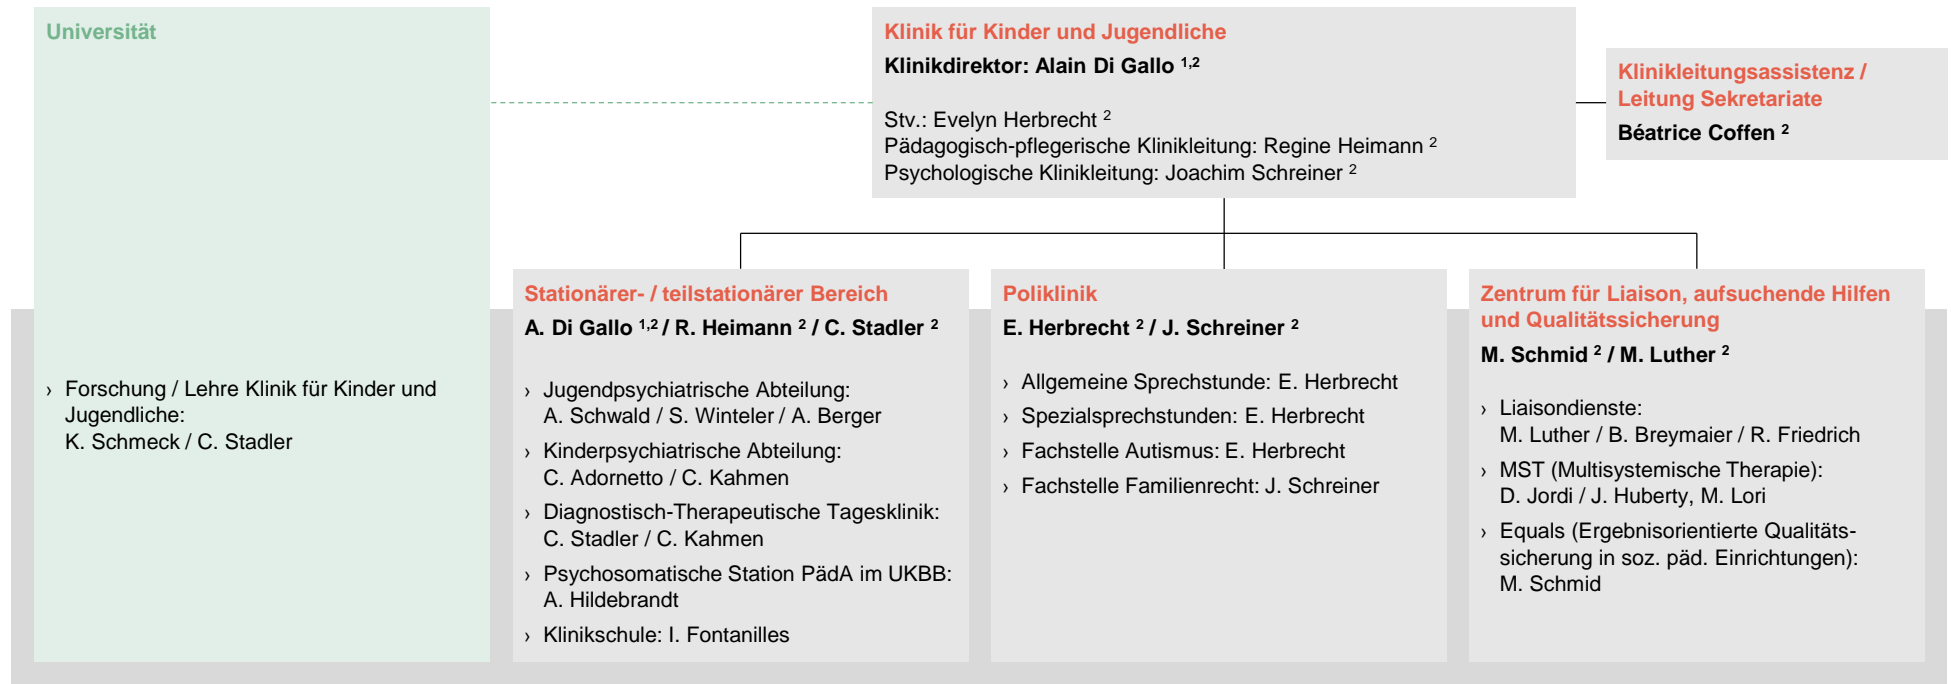 Universität
› Forschung / Lehre Klinik für Kinder und
Jugendliche:
K. Schmeck / C. Stadler
Klinik für Kinder und Jugendliche
Klinikdirektor: Alain Di Gallo 1,2
Stv.: Evelyn Herbrecht 2
Pädagogisch-pflegerische Klinikleitung: Regine Heimann 2
Psychologische Klinikleitung: Joachim Schreiner 2
Klinikleitungsassistenz /
Leitung Sekretariate
Béatrice Coffen 2
Stationärer- / teilstationärer Bereich
A. Di Gallo 1,2 / R. Heimann 2 / C. Stadler 2
› Jugendpsychiatrische Abteilung:
A. Schwald / S. Winteler / A. Berger
› Kinderpsychiatrische Abteilung:
C. Adornetto / C. Kahmen
› Diagnostisch-Therapeutische Tagesklinik:
C. Stadler / C. Kahmen
› Psychosomatische Station PädA im UKBB:
A. Hildebrandt
› Klinikschule: I. Fontanilles
Poliklinik
E. Herbrecht 2 / J. Schreiner 2
› Allgemeine Sprechstunde: E. Herbrecht
› Spezialsprechstunden: E. Herbrecht
› Fachstelle Autismus: E. Herbrecht
› Fachstelle Familienrecht: J. Schreiner
Zentrum für Liaison, aufsuchende Hilfen
und Qualitätssicherung
M. Schmid 2 / M. Luther 2
› Liaisondienste:
M. Luther / B. Breymaier / R. Friedrich
› MST (Multisystemische Therapie):
D. Jordi / J. Huberty, M. Lori
› Equals (Ergebnisorientierte Qualitäts-
sicherung in soz. päd. Einrichtungen):
M. Schmid